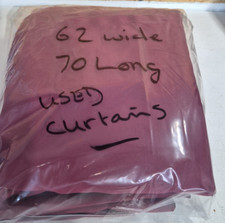 62 wide
70 Long
USED
curtains